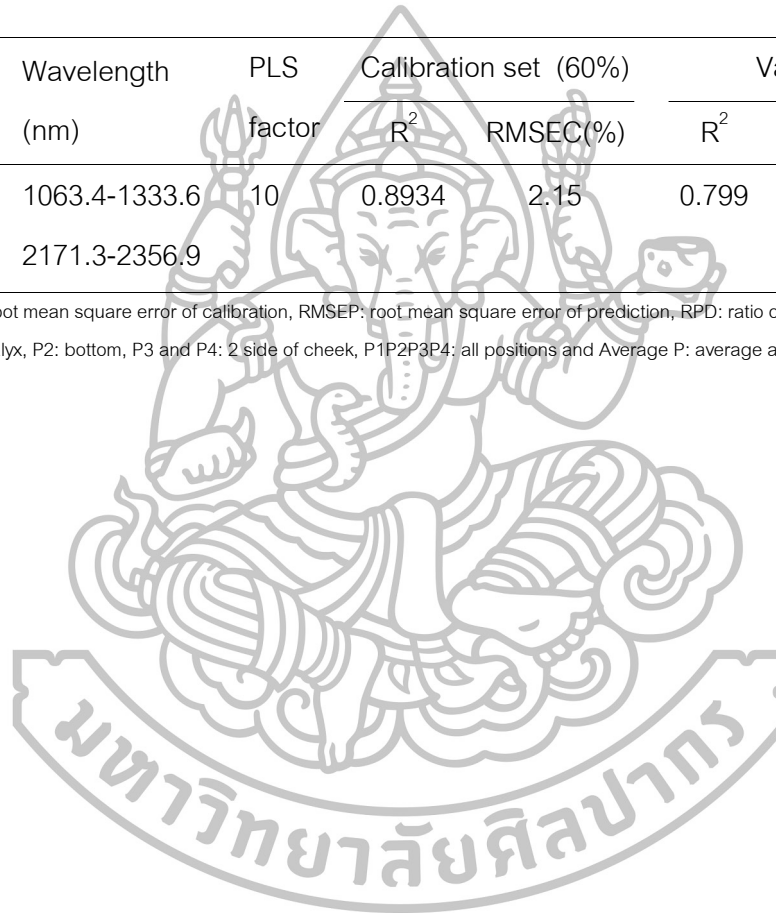 Wavelength PLS Calibration set (60%)
(nm) factor R² RMSEC(%) R²
1063.4-1333.6 10 0.8934 2.15 0.799
2171.3-2356.9
mean square error of calibration, RMSEP: root mean square error of prediction, RPD: ratio
P2: bottom, P3 and P4: 2 side of cheek, P1P2P3P4: all positions and Average P: average
มหาวิทยาลัยศิลปากร